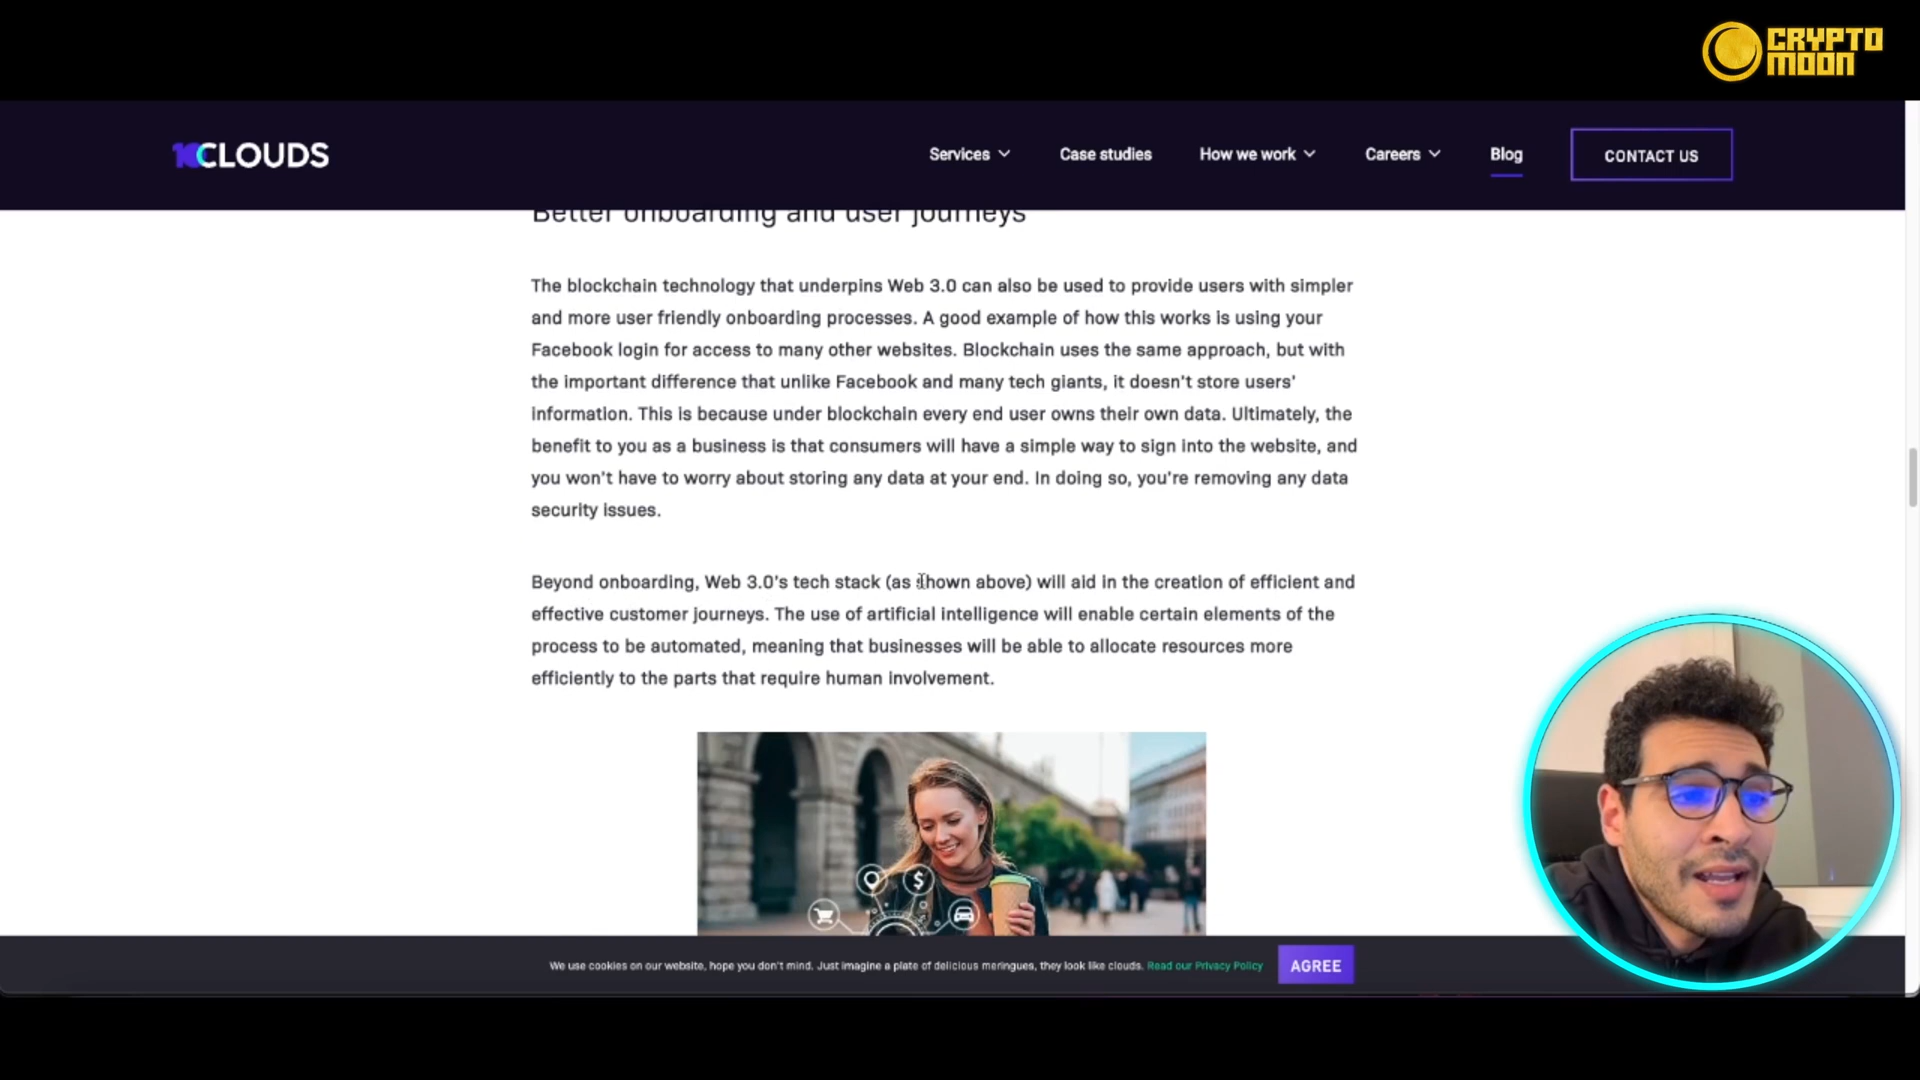 CRYPTO
MOON
10CLOUDS
Services
Case studies
How we work
Careers
Blog
CONTACT US
Better onboarding and user journeys
The blockchain technology that underpins Web 3.0 can also be used to provide users with simpler
and more user friendly onboarding processes. A good example of how this works is using your
Facebook login for access to many other websites. Blockchain uses the same approach, but with
the important difference that unlike Facebook and many tech giants, it doesn't store users'
information. This is because under blockchain every end user owns their own data. Ultimately, the
benefit to you as a business is that consumers will have a simple way to sign into the website, and
you won't have to worry about storing any data at your end. In doing so, you're removing any data
security issues.
Beyond onboarding, Web 3.0's tech stack (as shown above) will aid in the creation of efficient and
effective customer journeys. The use of artificial intelligence will enable certain elements of the
process to be automated, meaning that businesses will be able to allocate resources more
efficiently to the parts that require human involvement.
$
We use cookies on our website, hope you don't mind. Just imagine a plate of delicious meringues, they look like clouds. Read our Privacy Policy
AGREE